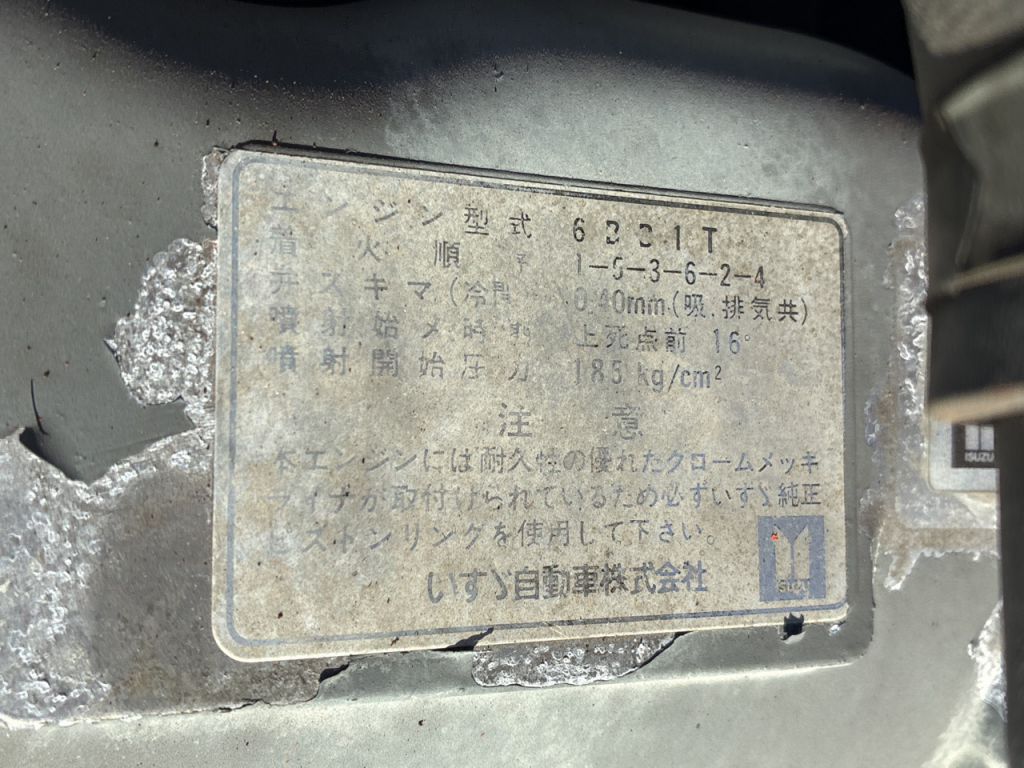 エンジン型式 6BD1T
着火順序 1-5-3-6-2-4
弁スキマ(冷間) 0.40mm(吸,排気共)
噴射始メ時期 上死点前 16°
噴射開始圧力 185 kg/cm²
注意
本エンジンには耐久性の優れたクロームメッキ
ライナが取付けられているため必ずいすゞ純正
ピストンリングを使用して下さい。
いすゞ自動車株式会社
ISUZU
ISUZU